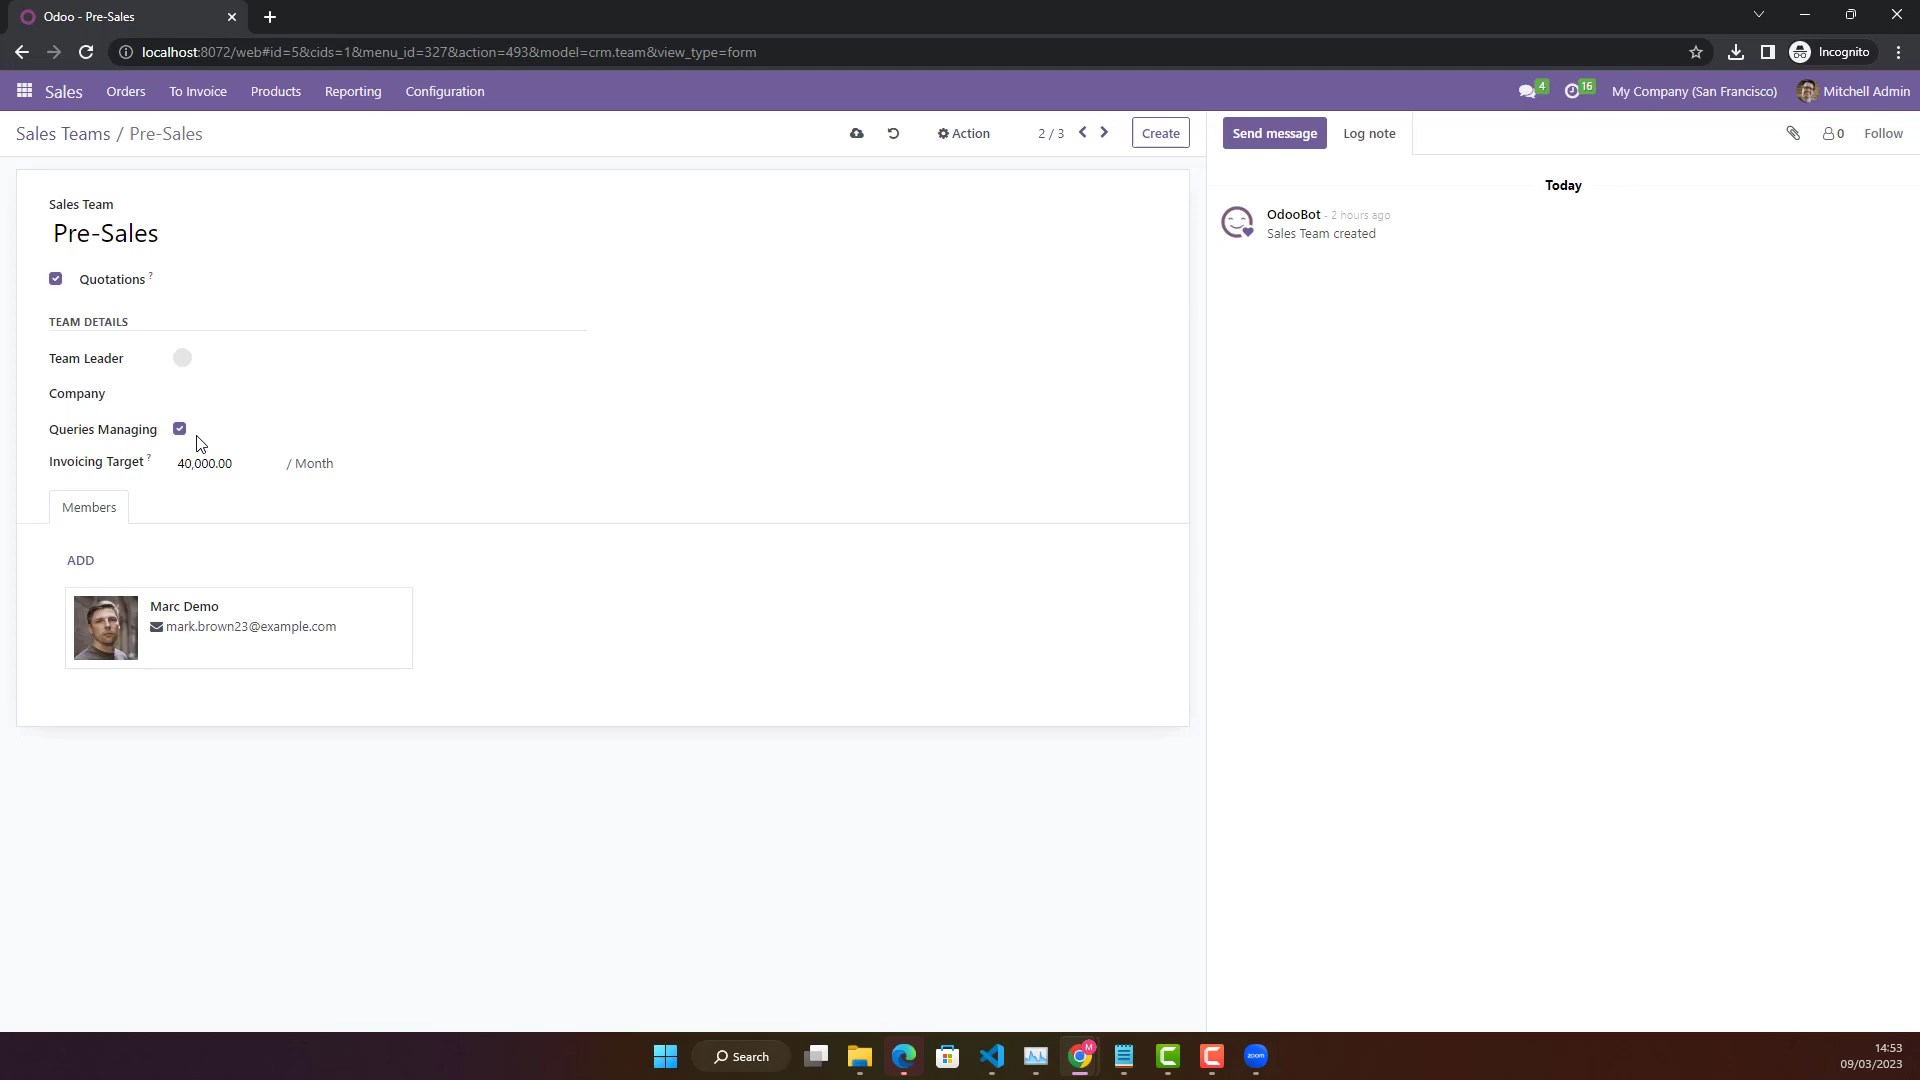 Odoo - Pre-Sales
localhost:8072/web#id=5&cids=1&menu_id=327&action=493&model=crm.team&view_type=form
Incognito
Sales Orders To Invoice Products Reporting Configuration 4 16 My Company (San Francisco) Mitchell Admin
Sales Teams / Pre-Sales Action 2 / 3 Create Send message Log note 0 Follow
Today
Sales Team
Pre-Sales
OdooBot - 2 hours ago
Sales Team created
Quotations ?
TEAM DETAILS
Team Leader
Company
Queries Managing
Invoicing Target ? 40,000.00 / Month
Members
ADD
Marc Demo
mark.brown23@example.com
Search
M
zoom
14:53
09/03/2023